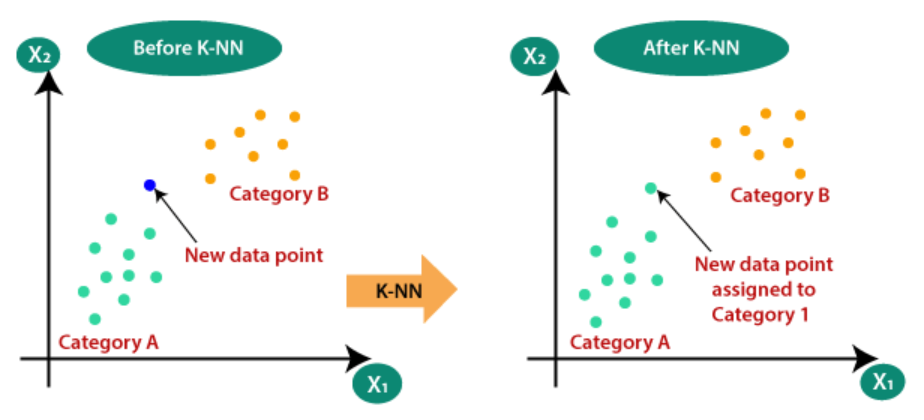 Before K-NN
X₂
Category B
New data point
Category A
X₁
K-NN
After K-NN
X₂
Category B
New data point
assigned to
Category 1
Category A
X₁